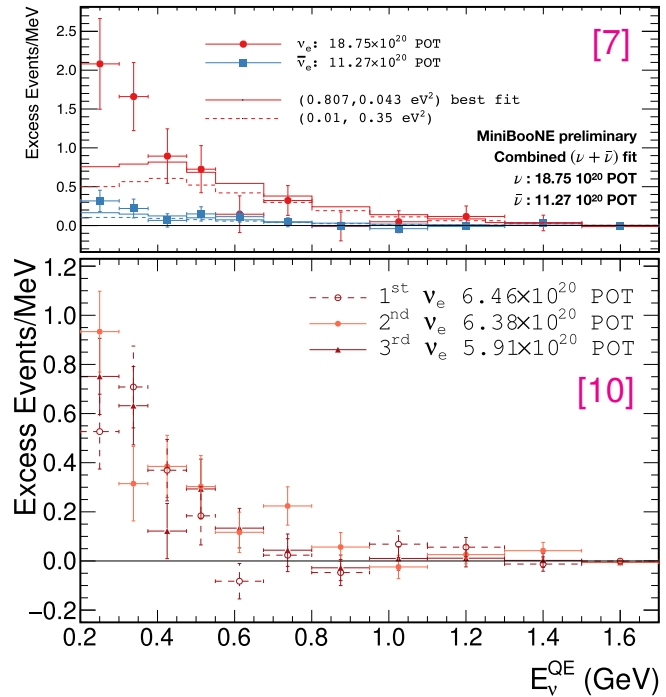 Excess Events/MeV
2.5
2.0
1.5
1.0
0.5
0.0
νe: 18.75×10²⁰ POT
ν̄e: 11.27×10²⁰ POT
(0.807,0.043 eV²) best fit
(0.01, 0.35 eV²)
[7]
MiniBooNE preliminary
Combined (ν + ν̄) fit
ν : 18.75 10²⁰ POT
ν̄ : 11.27 10²⁰ POT
Excess Events/MeV
1.2
1.0
0.8
0.6
0.4
0.2
0.0
−0.2
1st νe 6.46×10²⁰ POT
2nd νe 6.38×10²⁰ POT
3rd νe 5.91×10²⁰ POT
[10]
0.2 0.4 0.6 0.8 1.0 1.2 1.4 1.6
EνQE (GeV)